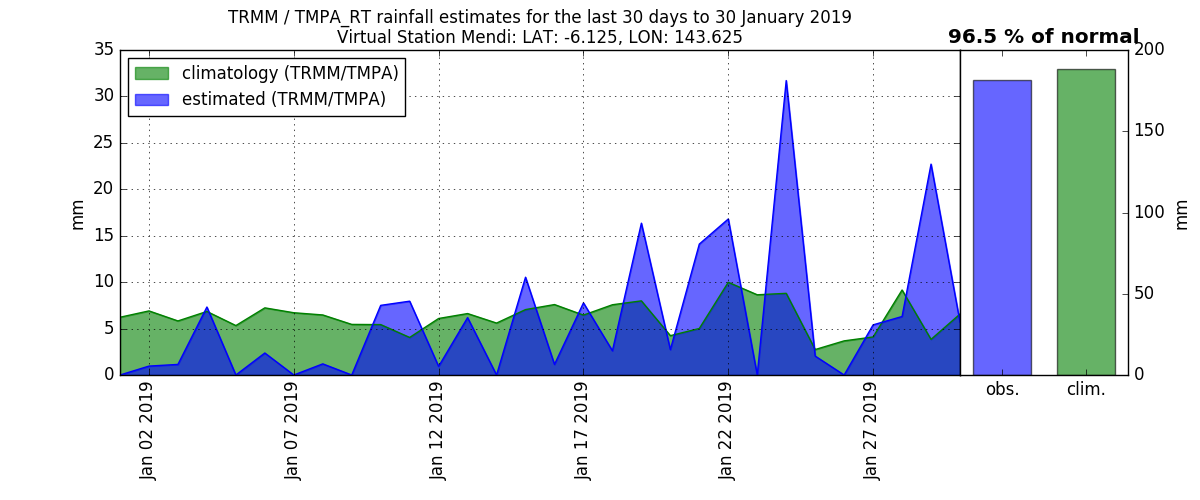 TRMM / TMPA_RT rainfall estimates for the last 30 days to 30 January 2019
Virtual Station Mendi: LAT: -6.125, LON: 143.625
96.5 % of normal
climatology (TRMM/TMPA)
estimated (TRMM/TMPA)
35
30
25
20
15
10
5
0
mm
Jan 02 2019
Jan 07 2019
Jan 12 2019
Jan 17 2019
Jan 22 2019
Jan 27 2019
obs.
clim.
200
150
100
50
0
mm